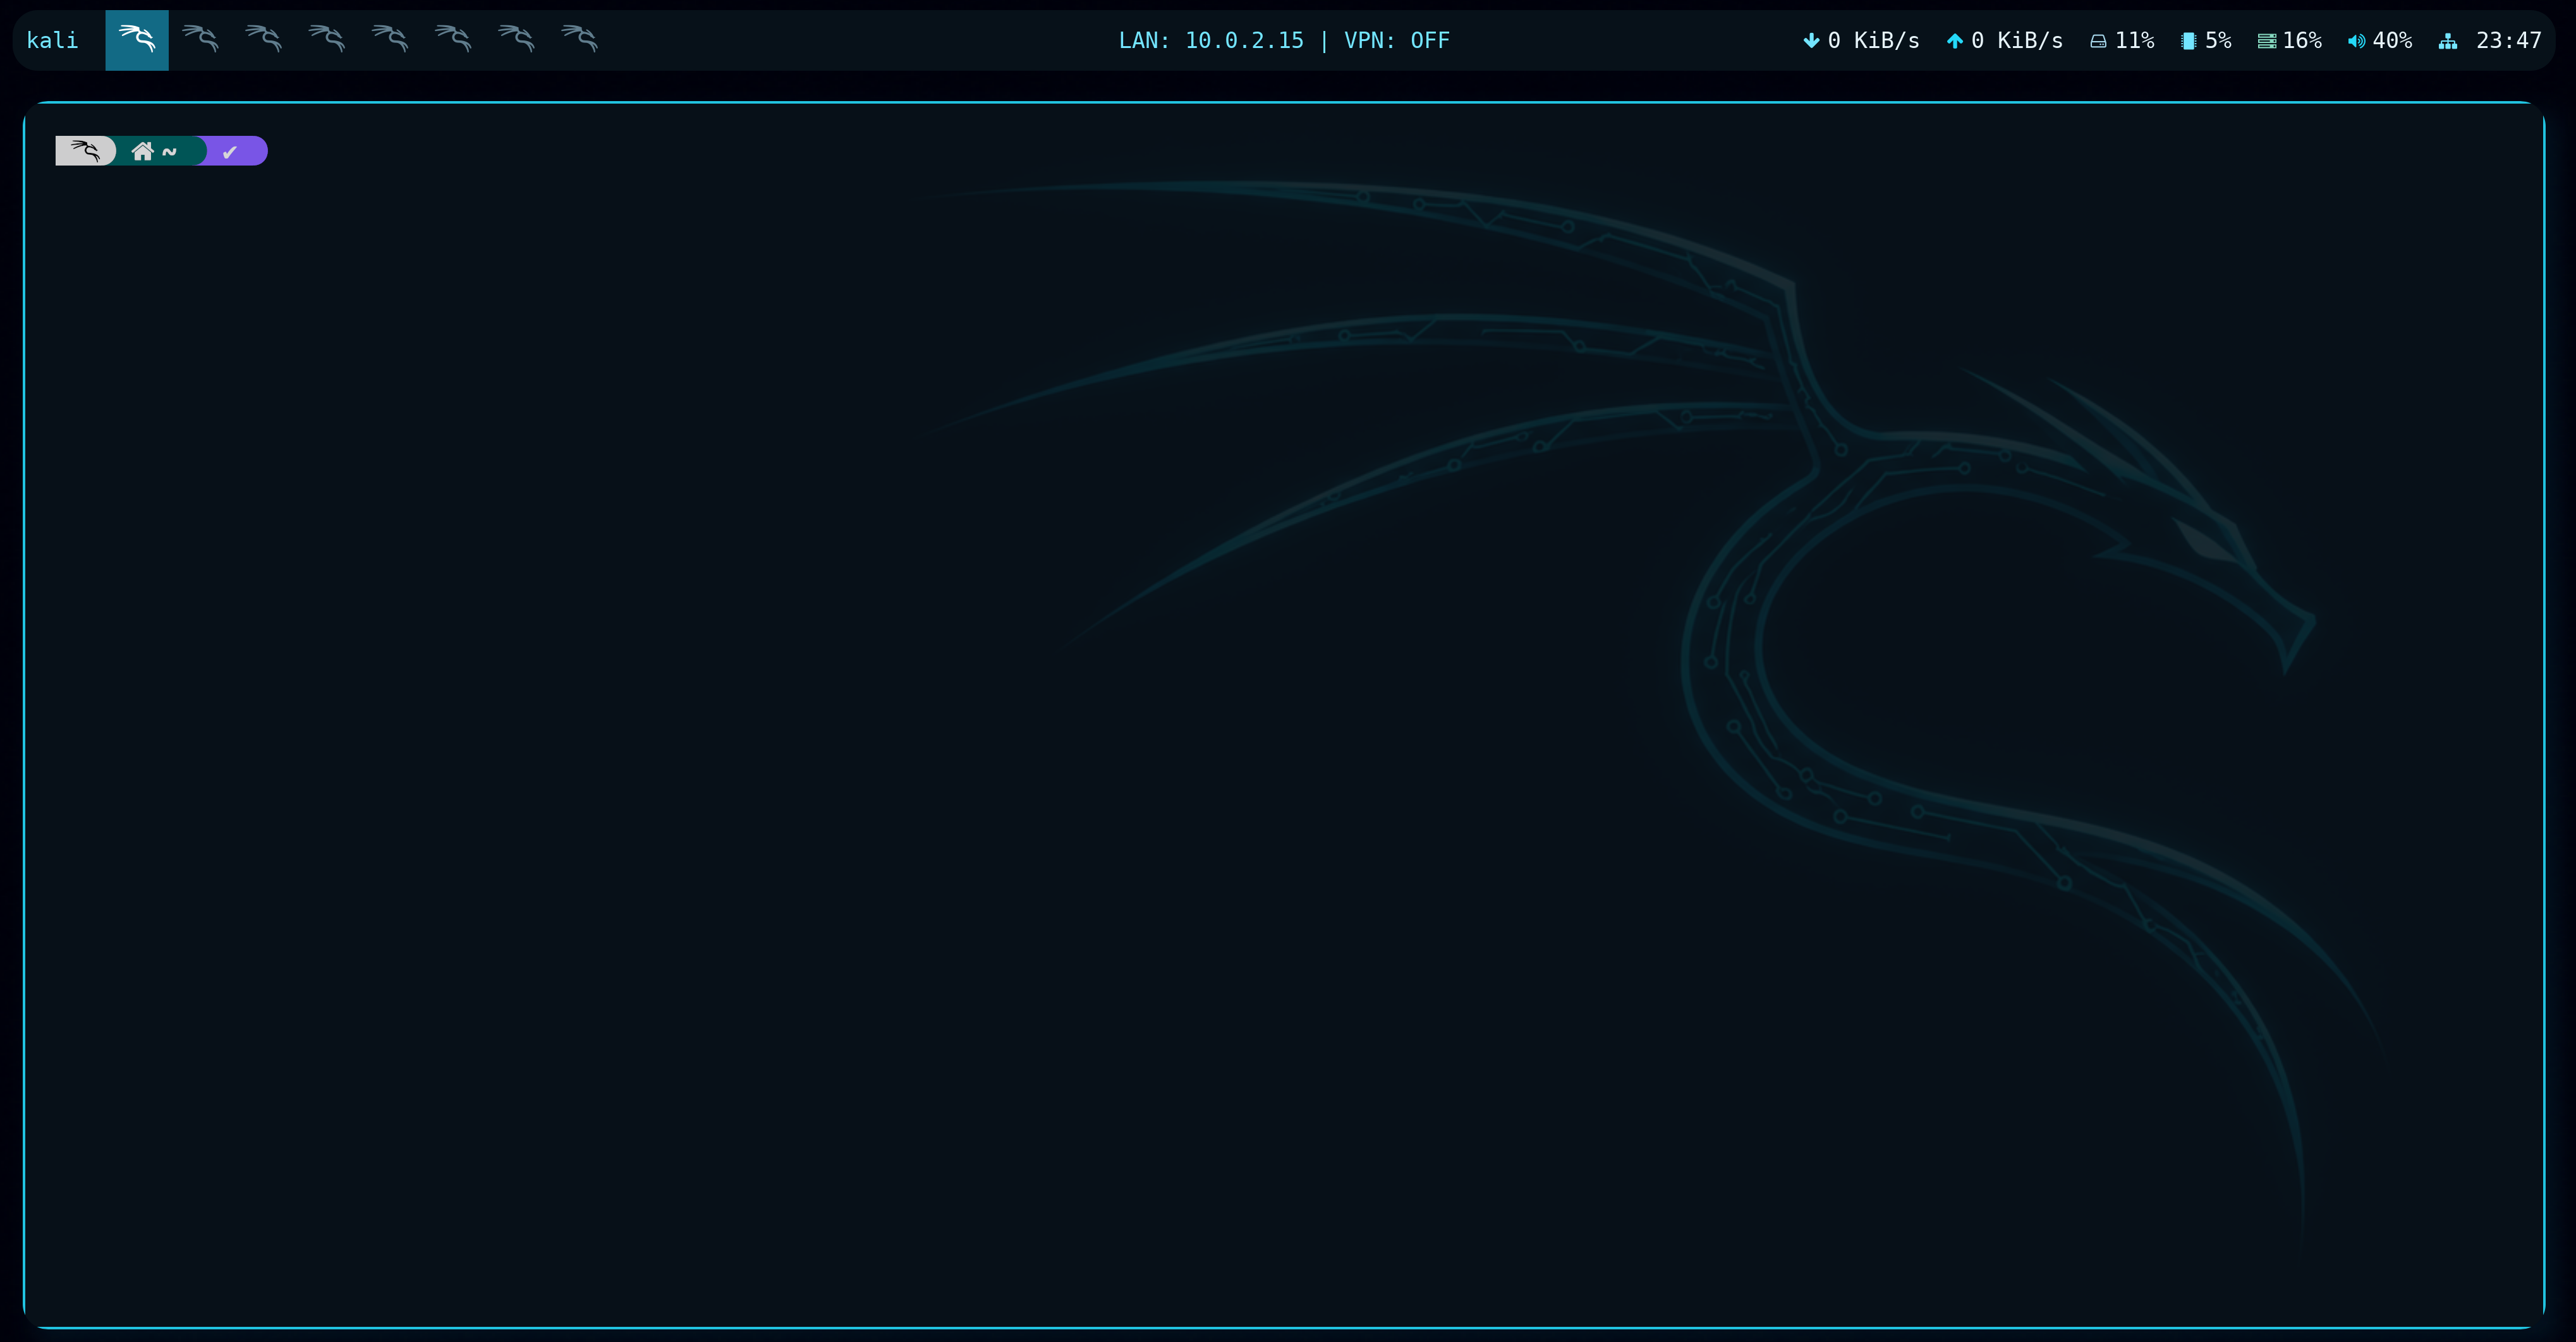 kali LAN: 10.0.2.15 | VPN: OFF 0 KiB/s 0 KiB/s 11% 5% 16% 40% 23:47
~ ✔